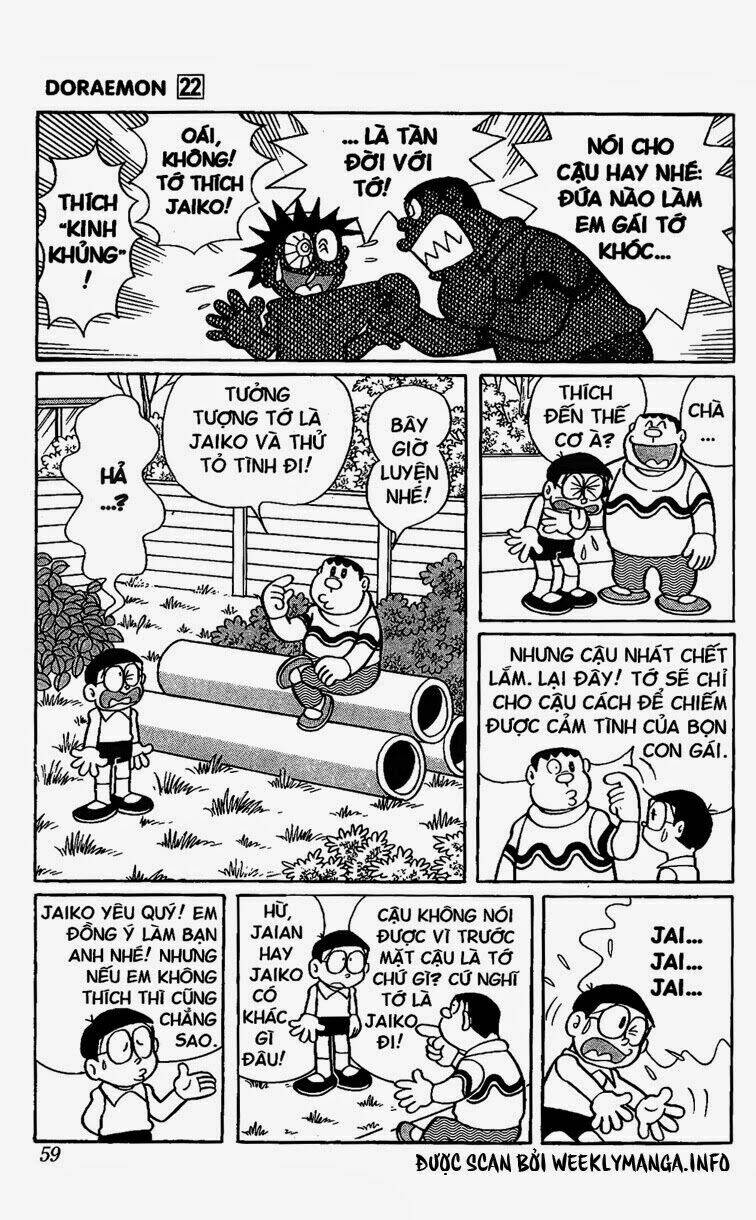 DORAEMON 22
NÓI CHO
CẬU HAY NHÉ:
ĐỨA NÀO LÀM
EM GÁI TỚ
KHÓC...
... LÀ TÀN
ĐỜI VỚI
TỚ!
OÁI,
KHÔNG!
TỚ THÍCH
JAIKO!
THÍCH
"KINH
KHỦNG"
!
CHÀ
...
THÍCH
ĐẾN THẾ
CƠ À?
NHƯNG CẬU NHÁT CHẾT
LẮM. LẠI ĐÂY! TỚ SẼ CHỈ
CHO CẬU CÁCH ĐỂ CHIẾM
ĐƯỢC CẢM TÌNH CỦA BỌN
CON GÁI.
BÂY
GIỜ
LUYỆN
NHÉ!
TƯỞNG
TƯỢNG TỚ LÀ
JAIKO VÀ THỬ
TỎ TÌNH ĐI!
HẢ
...?
JAI...
JAI...
JAI...
CẬU KHÔNG NÓI
ĐƯỢC VÌ TRƯỚC
MẶT CẬU LÀ TỚ
CHỨ GÌ? CỨ NGHĨ
TỚ LÀ
JAIKO
ĐI!
HỪ,
JAIAN
HAY
JAIKO
CÓ
KHÁC
GÌ
ĐÂU!
JAIKO YÊU QUÝ! EM
ĐỒNG Ý LÀM BẠN
ANH NHÉ! NHƯNG
NẾU EM KHÔNG
THÍCH THÌ CŨNG
CHẲNG
SAO.
59
ĐƯỢC SCAN BỞI WEEKLYMANGA.INFO